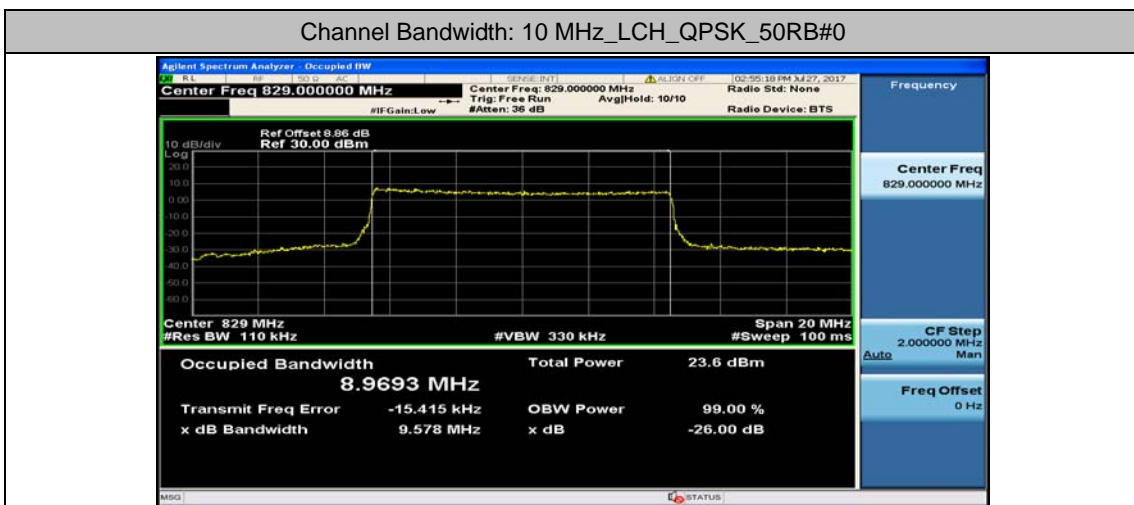 Channel Bandwidth: 10 MHz_LCH_QPSK_50RB#0
Agilent Spectrum Analyzer - Occupied BW
RL RF 50 Ω AC SENSE:INT ALIGN OFF 02:55:18 PM Jul 27, 2017
Center Freq 829.000000 MHz Center Freq: 829.000000 MHz Radio Std: None Frequency
Trig: Free Run Avg|Hold: 10/10
#IFGain:Low #Atten: 36 dB Radio Device: BTS
Ref Offset 8.86 dB
10 dB/div Ref 30.00 dBm
Log
20.0
10.0
0.00
-10.0
-20.0
-30.0
-40.0
-50.0
-60.0
Center Freq
829.000000 MHz
Center 829 MHz Span 20 MHz
#Res BW 110 kHz #VBW 330 kHz #Sweep 100 ms
CF Step
2.000000 MHz
Auto Man
Occupied Bandwidth Total Power 23.6 dBm
8.9693 MHz
Freq Offset
0 Hz
Transmit Freq Error -15.415 kHz OBW Power 99.00 %
x dB Bandwidth 9.578 MHz x dB -26.00 dB
MSG STATUS